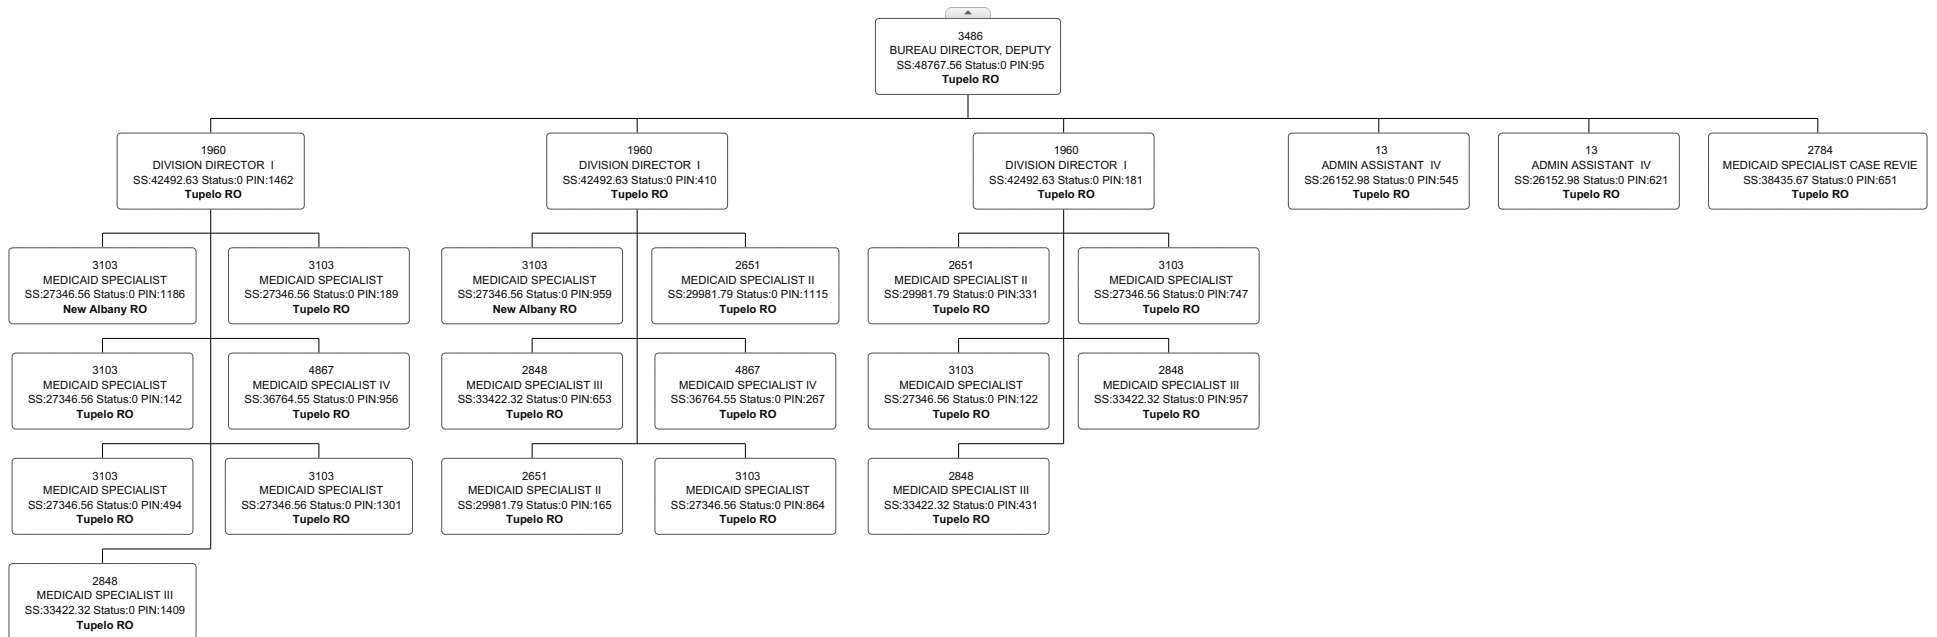 3486
BUREAU DIRECTOR, DEPUTY
SS:48767.56 Status:0 PIN:95
Tupelo RO
1960
DIVISION DIRECTOR  I
SS:42492.63 Status:0 PIN:1462
Tupelo RO
1960
DIVISION DIRECTOR  I
SS:42492.63 Status:0 PIN:410
Tupelo RO
1960
DIVISION DIRECTOR  I
SS:42492.63 Status:0 PIN:181
Tupelo RO
13
ADMIN ASSISTANT  IV
SS:26152.98 Status:0 PIN:545
Tupelo RO
13
ADMIN ASSISTANT  IV
SS:26152.98 Status:0 PIN:621
Tupelo RO
2784
MEDICAID SPECIALIST CASE REVIE
SS:38435.67 Status:0 PIN:651
Tupelo RO
3103
MEDICAID SPECIALIST
SS:27346.56 Status:0 PIN:1186
New Albany RO
3103
MEDICAID SPECIALIST
SS:27346.56 Status:0 PIN:189
Tupelo RO
3103
MEDICAID SPECIALIST
SS:27346.56 Status:0 PIN:959
New Albany RO
2651
MEDICAID SPECIALIST II
SS:29981.79 Status:0 PIN:1115
Tupelo RO
2651
MEDICAID SPECIALIST II
SS:29981.79 Status:0 PIN:331
Tupelo RO
3103
MEDICAID SPECIALIST
SS:27346.56 Status:0 PIN:747
Tupelo RO
3103
MEDICAID SPECIALIST
SS:27346.56 Status:0 PIN:142
Tupelo RO
4867
MEDICAID SPECIALIST IV
SS:36764.55 Status:0 PIN:956
Tupelo RO
2848
MEDICAID SPECIALIST III
SS:33422.32 Status:0 PIN:653
Tupelo RO
4867
MEDICAID SPECIALIST IV
SS:36764.55 Status:0 PIN:267
Tupelo RO
3103
MEDICAID SPECIALIST
SS:27346.56 Status:0 PIN:122
Tupelo RO
2848
MEDICAID SPECIALIST III
SS:33422.32 Status:0 PIN:957
Tupelo RO
3103
MEDICAID SPECIALIST
SS:27346.56 Status:0 PIN:494
Tupelo RO
3103
MEDICAID SPECIALIST
SS:27346.56 Status:0 PIN:1301
Tupelo RO
2651
MEDICAID SPECIALIST II
SS:29981.79 Status:0 PIN:165
Tupelo RO
3103
MEDICAID SPECIALIST
SS:27346.56 Status:0 PIN:864
Tupelo RO
2848
MEDICAID SPECIALIST III
SS:33422.32 Status:0 PIN:431
Tupelo RO
2848
MEDICAID SPECIALIST III
SS:33422.32 Status:0 PIN:1409
Tupelo RO